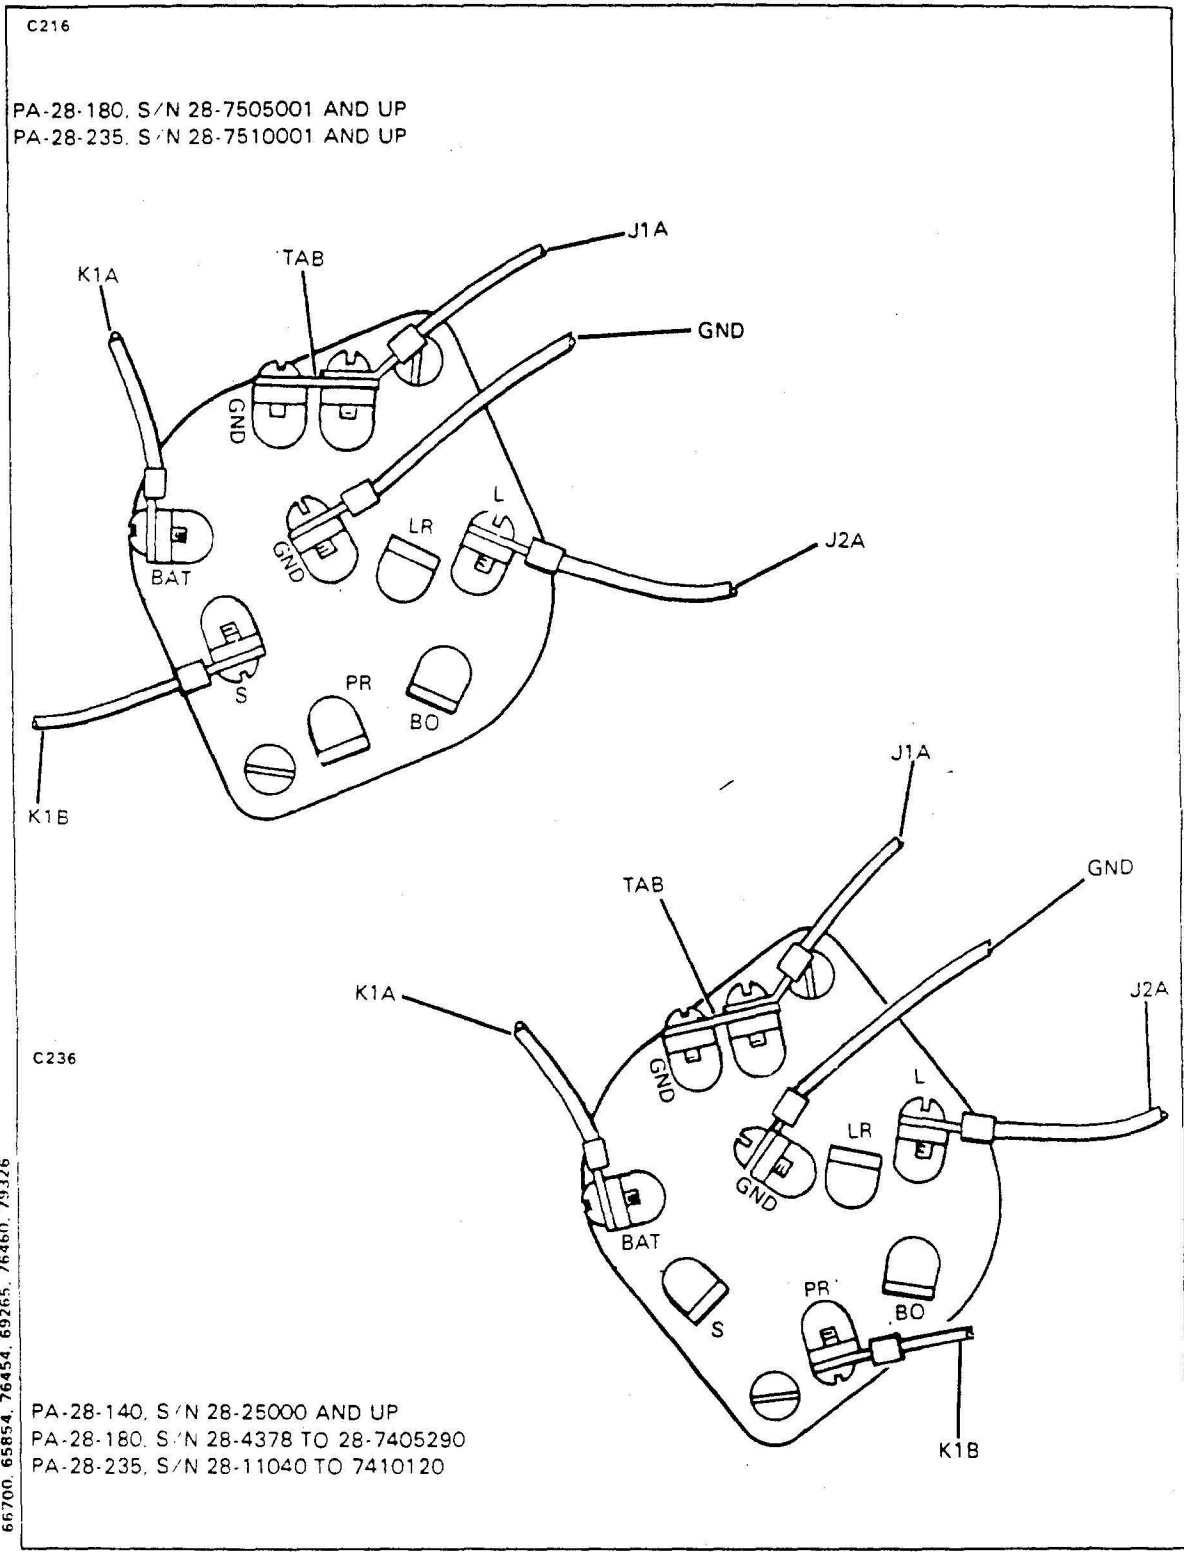 C216
PA-28-180, S/N 28-7505001 AND UP
PA-28-235, S/N 28-7510001 AND UP
J1A
TAB
K1A
GND
GND
L
LR
J2A
GND
BAT
S
PR
BO
K1B
J1A
GND
TAB
K1A
J2A
C236
GND
L
LR
GND
BAT
PR
BO
S
K1B
PA-28-140, S/N 28-25000 AND UP
PA-28-180, S/N 28-4378 TO 28-7405290
PA-28-235, S/N 28-11040 TO 7410120
66700, 65854, 76454, 69265, 76460, 79326